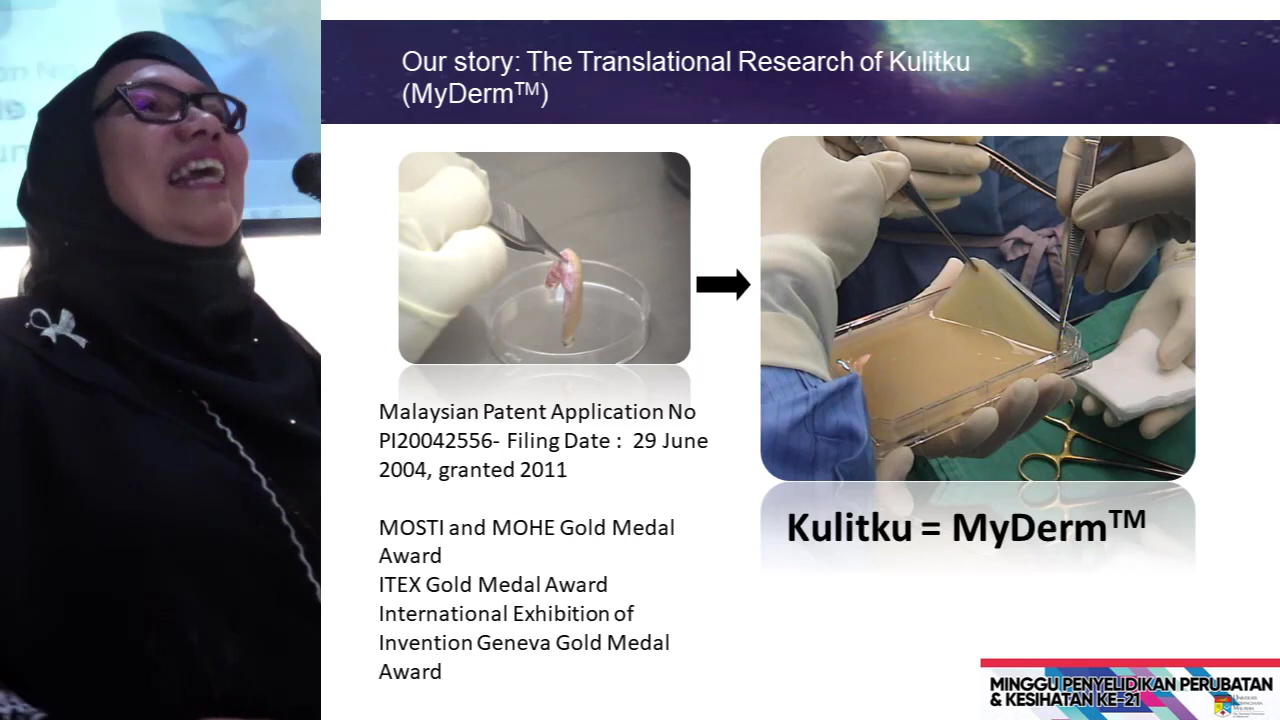 Our story: The Translational Research of Kulitku
(MyDerm™)
Malaysian Patent Application No
PI20042556- Filing Date : 29 June
2004, granted 2011
MOSTI and MOHE Gold Medal
Award
ITEX Gold Medal Award
International Exhibition of
Invention Geneva Gold Medal
Award
Kulitku = MyDerm™
MINGGU PENYELIDIKAN PERUBATAN
& KESIHATAN KE-21